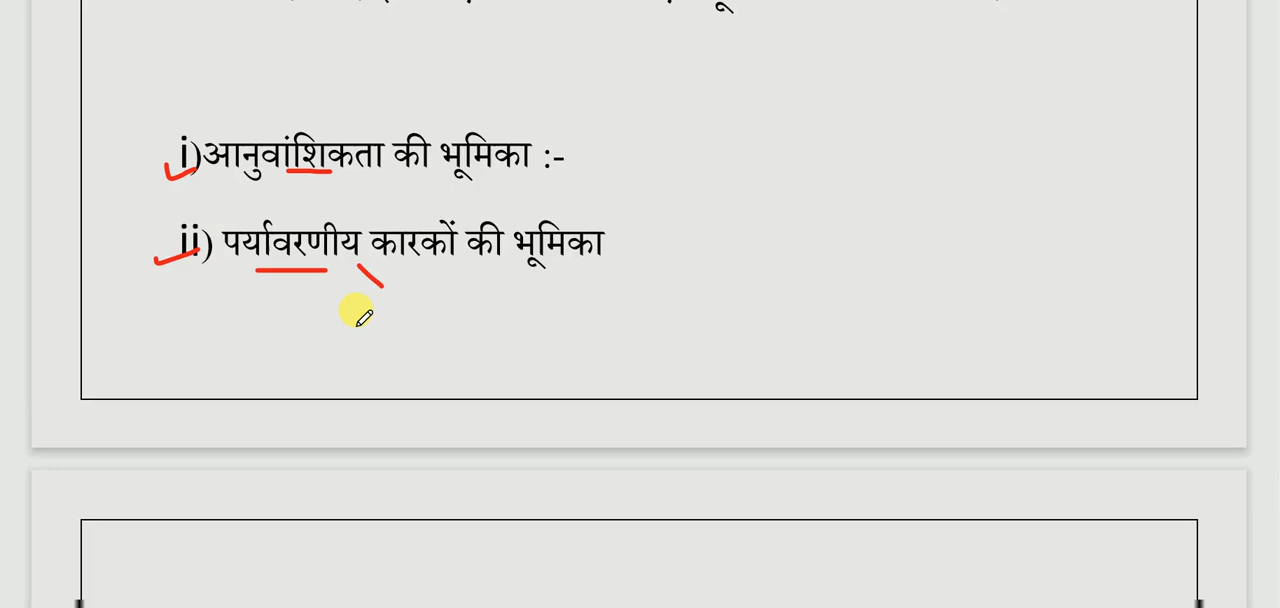 i)आनुवांशिकता की भूमिका :-
ii) पर्यावरणीय कारकों की भूमिका